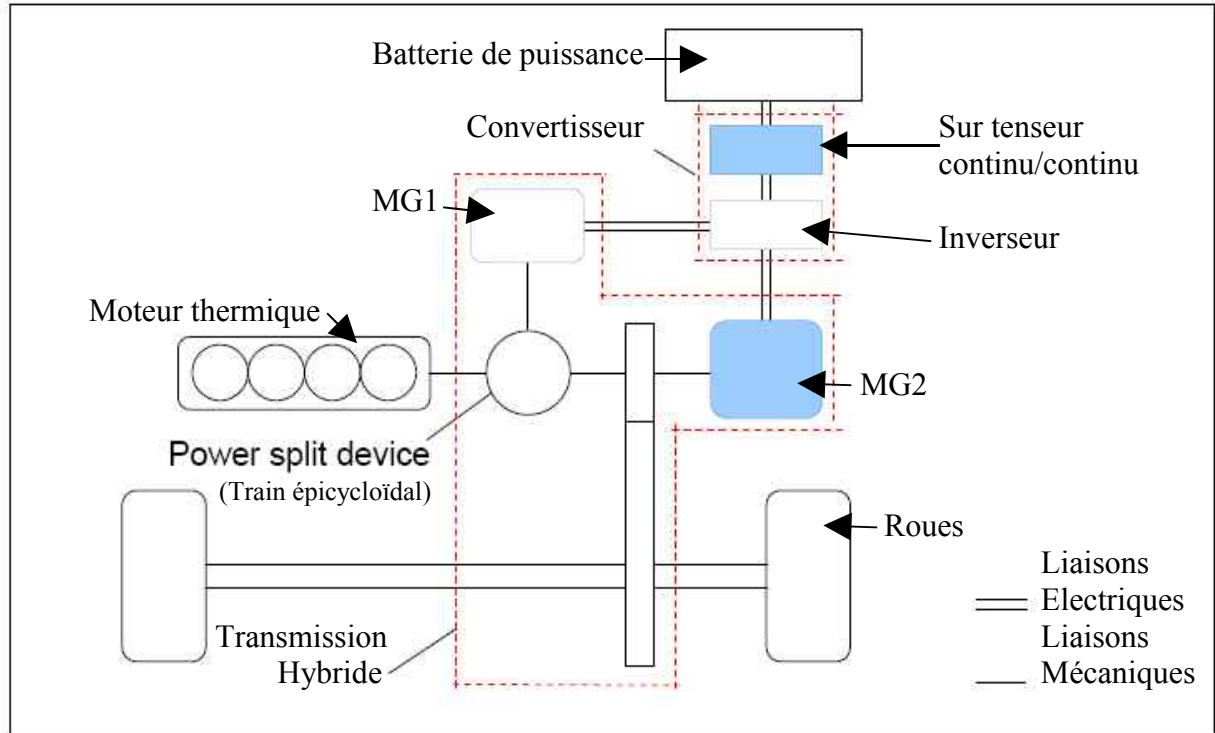 Batterie de puissance
Convertisseur
Sur tenseur
continu/continu
MG1
Inverseur
Moteur thermique
MG2
Power split device
(Train épicycloïdal)
Roues
Liaisons
Electriques
Liaisons
Mécaniques
Transmission
Hybride